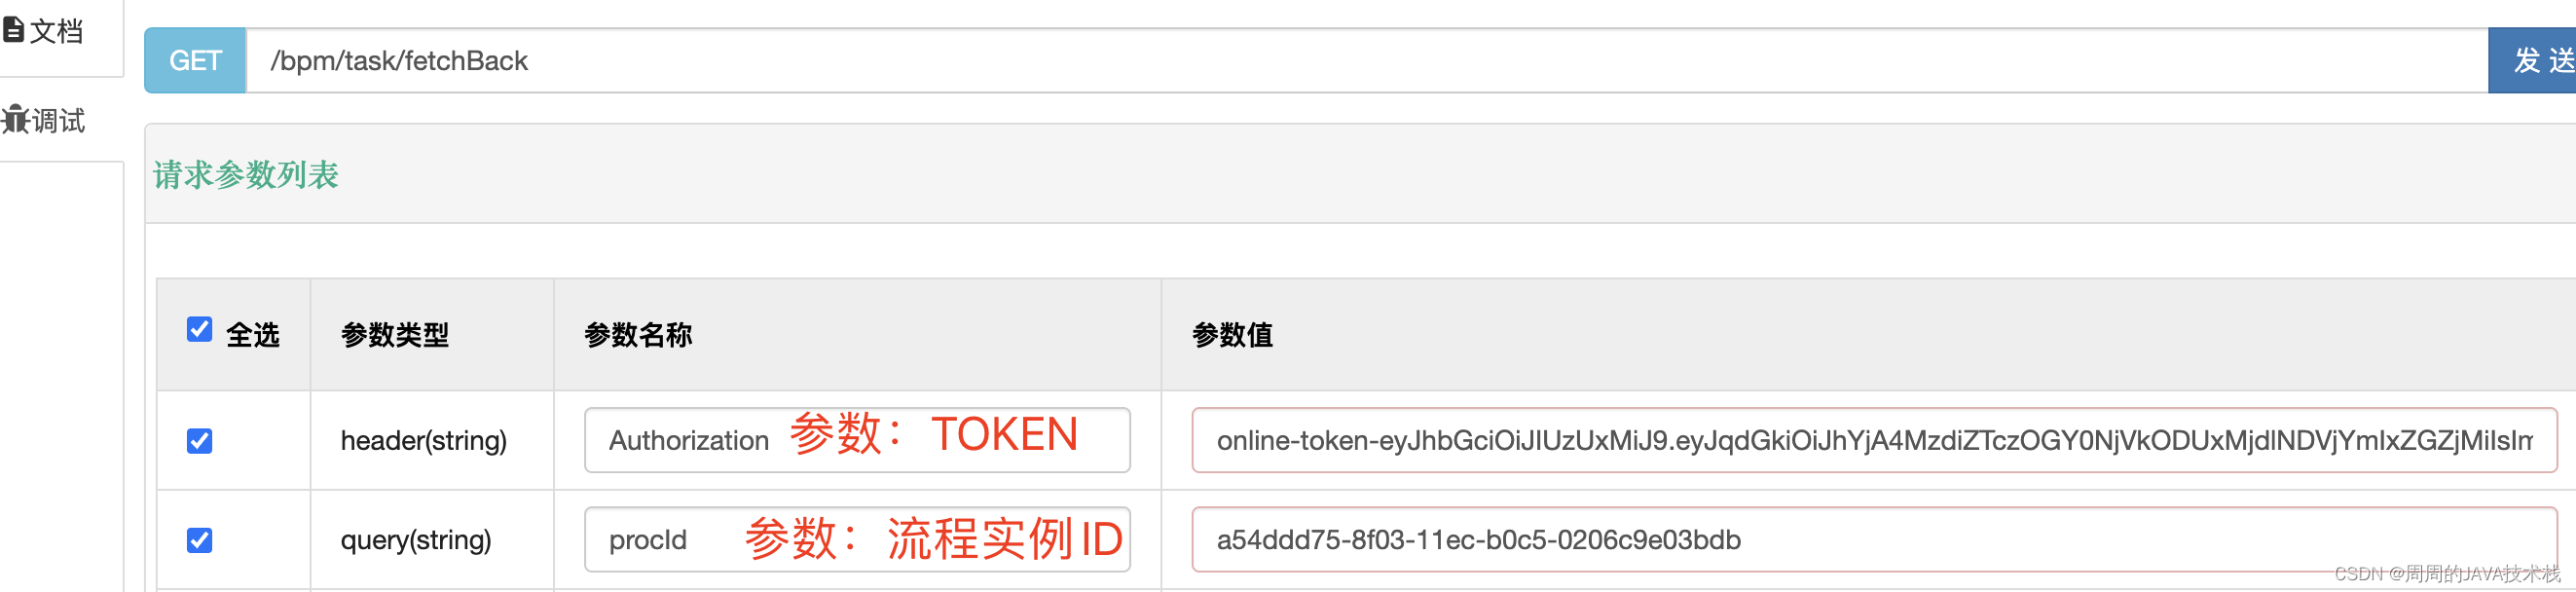 文档
GET /bpm/task/fetchBack 发 送
调试
请求参数列表
全选 参数类型 参数名称 参数值
header(string) Authorization 参数：TOKEN online-token-eyJhbGciOiJIUzUxMiJ9.eyJqdGkiOiJhYjA4MzdiZTczOGY0NjVkODUxMjdlNDVjYmIxZGZjMiIsIm
query(string) procId 参数：流程实例ID a54ddd75-8f03-11ec-b0c5-0206c9e03bdb
CSDN @周周的JAVA技术栈